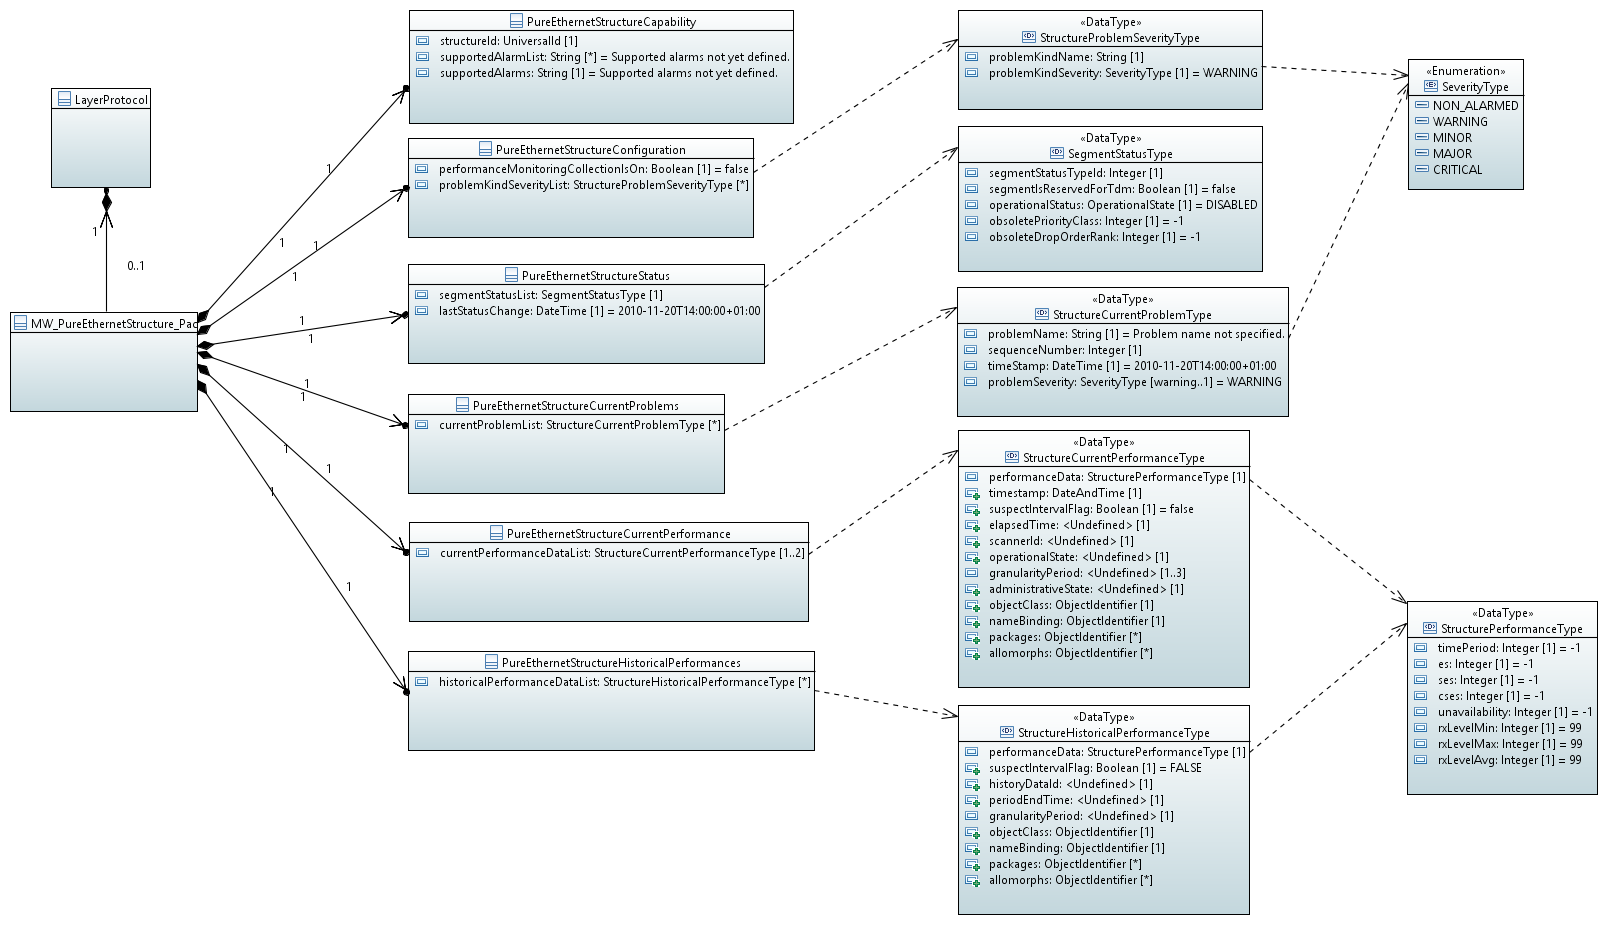 LayerProtocol
1
0..1
MW_PureEthernetStructure_Pac
PureEthernetStructureCapability
structureId: UniversalId [1]
supportedAlarmList: String [*] = Supported alarms not yet defined.
supportedAlarms: String [1] = Supported alarms not yet defined.
1
1
PureEthernetStructureConfiguration
performanceMonitoringCollectionIsOn: Boolean [1] = false
problemKindSeverityList: StructureProblemSeverityType [*]
1
1
PureEthernetStructureStatus
segmentStatusList: SegmentStatusType [1]
lastStatusChange: DateTime [1] = 2010-11-20T14:00:00+01:00
1
1
PureEthernetStructureCurrentProblems
currentProblemList: StructureCurrentProblemType [*]
1
1
PureEthernetStructureCurrentPerformance
currentPerformanceDataList: StructureCurrentPerformanceType [1..2]
1
1
PureEthernetStructureHistoricalPerformances
historicalPerformanceDataList: StructureHistoricalPerformanceType [*]
1
1
«DataType»
StructureProblemSeverityType
problemKindName: String [1]
problemKindSeverity: SeverityType [1] = WARNING
«DataType»
SegmentStatusType
segmentStatusTypeId: Integer [1]
segmentIsReservedForTdm: Boolean [1] = false
operationalStatus: OperationalState [1] = DISABLED
obsoletePriorityClass: Integer [1] = -1
obsoleteDropOrderRank: Integer [1] = -1
«DataType»
StructureCurrentProblemType
problemName: String [1] = Problem name not specified.
sequenceNumber: Integer [1]
timeStamp: DateTime [1] = 2010-11-20T14:00:00+01:00
problemSeverity: SeverityType [warning..1] = WARNING
«DataType»
StructureCurrentPerformanceType
performanceData: StructurePerformanceType [1]
timestamp: DateAndTime [1]
suspectIntervalFlag: Boolean [1] = false
elapsedTime: <Undefined> [1]
scannerId: <Undefined> [1]
operationalState: <Undefined> [1]
granularityPeriod: <Undefined> [1..3]
administrativeState: <Undefined> [1]
objectClass: ObjectIdentifier [1]
nameBinding: ObjectIdentifier [1]
packages: ObjectIdentifier [*]
allomorphs: ObjectIdentifier [*]
«DataType»
StructureHistoricalPerformanceType
performanceData: StructurePerformanceType [1]
suspectIntervalFlag: Boolean [1] = FALSE
historyDataId: <Undefined> [1]
periodEndTime: <Undefined> [1]
granularityPeriod: <Undefined> [1]
objectClass: ObjectIdentifier [1]
nameBinding: ObjectIdentifier [1]
packages: ObjectIdentifier [*]
allomorphs: ObjectIdentifier [*]
«Enumeration»
SeverityType
NON_ALARMED
WARNING
MINOR
MAJOR
CRITICAL
«DataType»
StructurePerformanceType
timePeriod: Integer [1] = -1
es: Integer [1] = -1
ses: Integer [1] = -1
cses: Integer [1] = -1
unavailability: Integer [1] = -1
rxLevelMin: Integer [1] = 99
rxLevelMax: Integer [1] = 99
rxLevelAvg: Integer [1] = 99